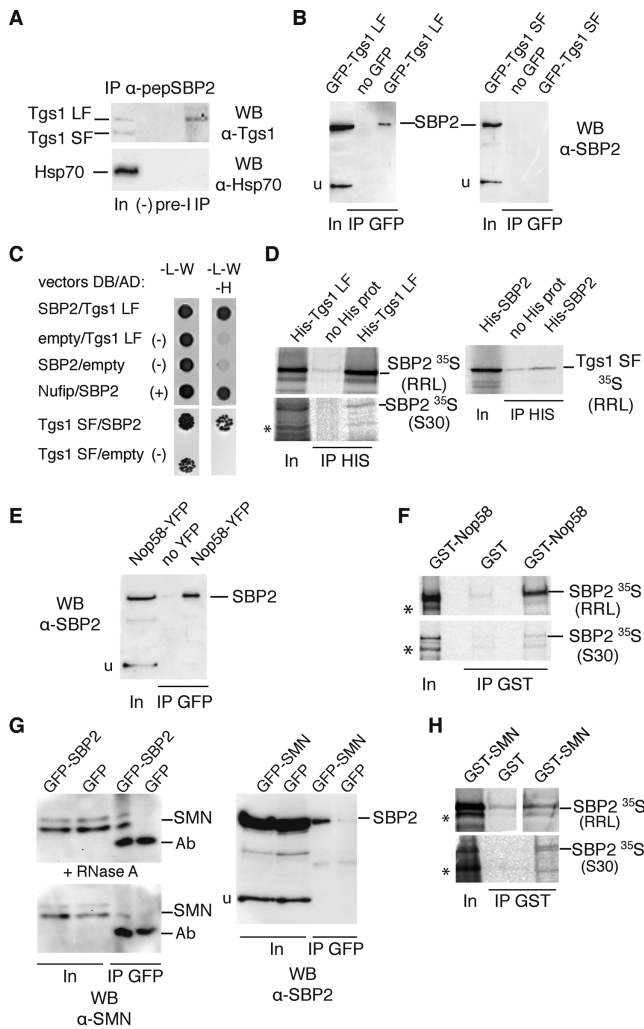 A
IP α-pepSBP2
Tgs1 LF
Tgs1 SF
WB
α-Tgs1
Hsp70
WB
α-Hsp70
In (-) pre-I IP
B
GFP-Tgs1 LF
no GFP
GFP-Tgs1 LF
GFP-Tgs1 SF
no GFP
GFP-Tgs1 SF
SBP2
WB
α-SBP2
u
u
In IP GFP
In IP GFP
C
-L-W
-L-W
-H
vectors DB/AD:
SBP2/Tgs1 LF
empty/Tgs1 LF (-)
SBP2/empty (-)
Nufip/SBP2 (+)
Tgs1 SF/SBP2
Tgs1 SF/empty (-)
D
His-Tgs1 LF
no His prot
His-Tgs1 LF
His-SBP2
no His prot
His-SBP2
SBP2 ³⁵S
(RRL)
SBP2 ³⁵S
(S30)
*
In IP HIS
Tgs1 SF
³⁵S
(RRL)
In IP HIS
E
Nop58-YFP
no YFP
Nop58-YFP
WB
α-SBP2
SBP2
u
In IP GFP
F
GST-Nop58
GST
GST-Nop58
SBP2 ³⁵S
(RRL)
*
SBP2 ³⁵S
(S30)
*
In IP GST
G
GFP-SBP2
GFP
GFP-SBP2
GFP
SMN
Ab
+ RNase A
SMN
Ab
In IP GFP
WB
α-SMN
GFP-SMN
GFP
GFP-SMN
GFP
SBP2
u
In IP GFP
WB
α-SBP2
H
GST-SMN
GST
GST-SMN
SBP2 ³⁵S
(RRL)
*
SBP2 ³⁵S
(S30)
*
In IP GST